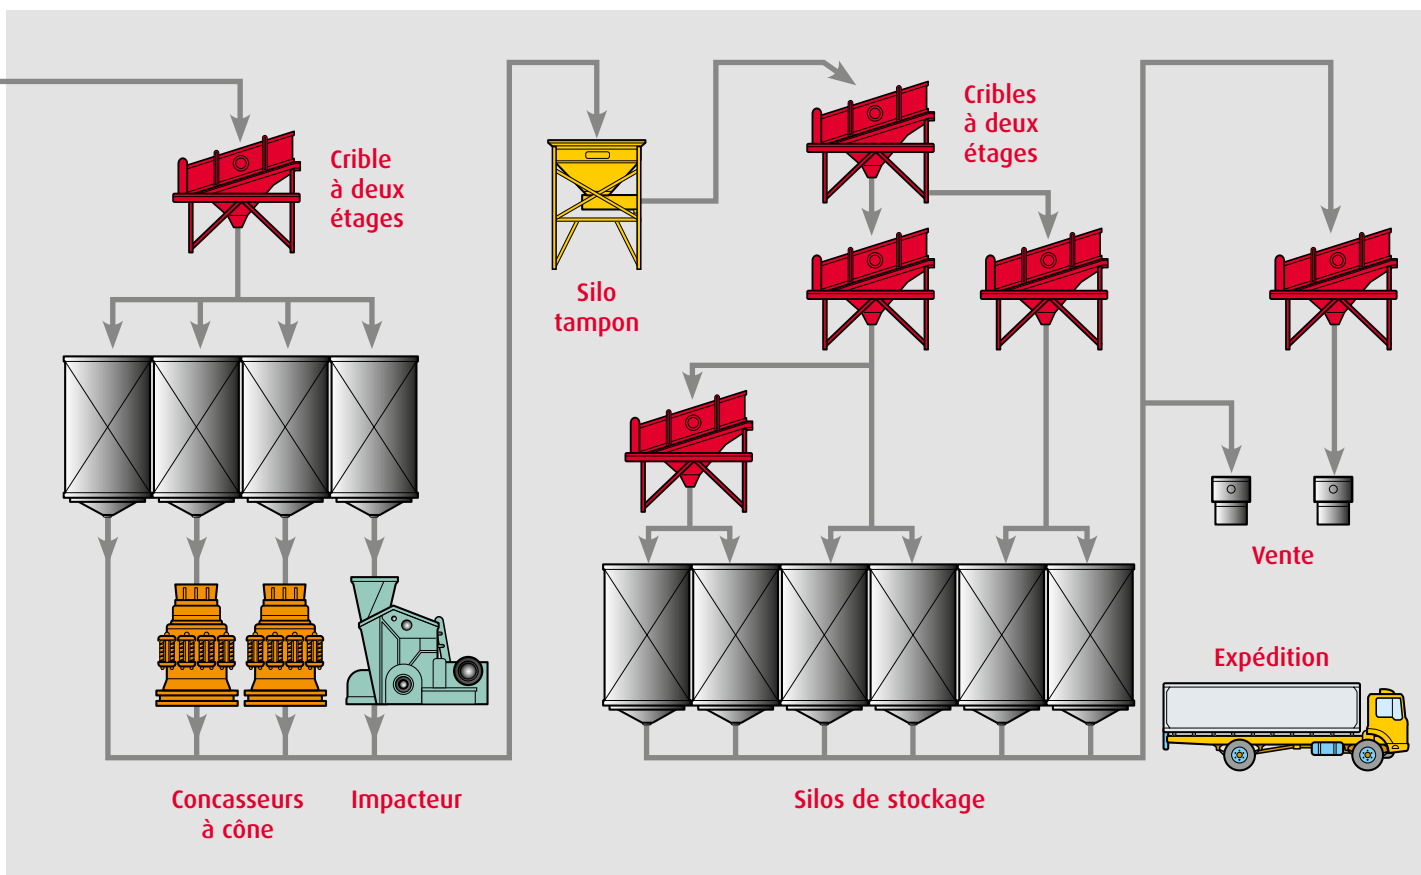 Crible
à deux
étages
Silo
tampon
Cribles
à deux
étages
Vente
Expédition
Concasseurs
à cône
Impacteur
Silos de stockage